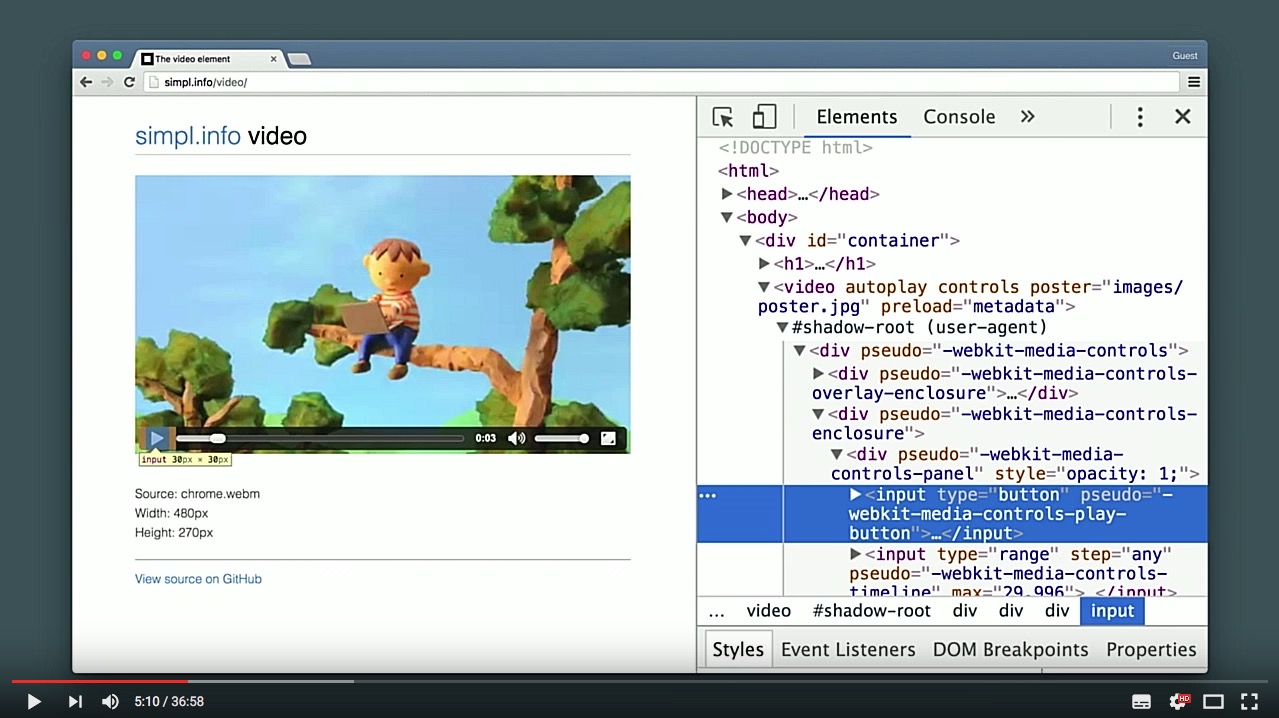 The video element
Guest
simpl.info/video/
simpl.info video
0:03
input 30px × 30px
Source: chrome.webm
Width: 480px
Height: 270px
View source on GitHub
Elements Console »
<!DOCTYPE html>
<html>
▶<head>…</head>
▼<body>
▼<div id="container">
▶<h1>…</h1>
▼<video autoplay controls poster="images/
poster.jpg" preload="metadata">
▼#shadow-root (user-agent)
▼<div pseudo="-webkit-media-controls">
▶<div pseudo="-webkit-media-controls-
overlay-enclosure">…</div>
▼<div pseudo="-webkit-media-controls-
enclosure">
▼<div pseudo="-webkit-media-
controls-panel" style="opacity: 1;">
… ▶<input type="button" pseudo="-
webkit-media-controls-play-
button">…</input>
▶<input type="range" step="any"
pseudo="-webkit-media-controls-
timeline" max="29.996">…</input>
… video #shadow-root div div div input
Styles Event Listeners DOM Breakpoints Properties
5:10 / 36:58
HD